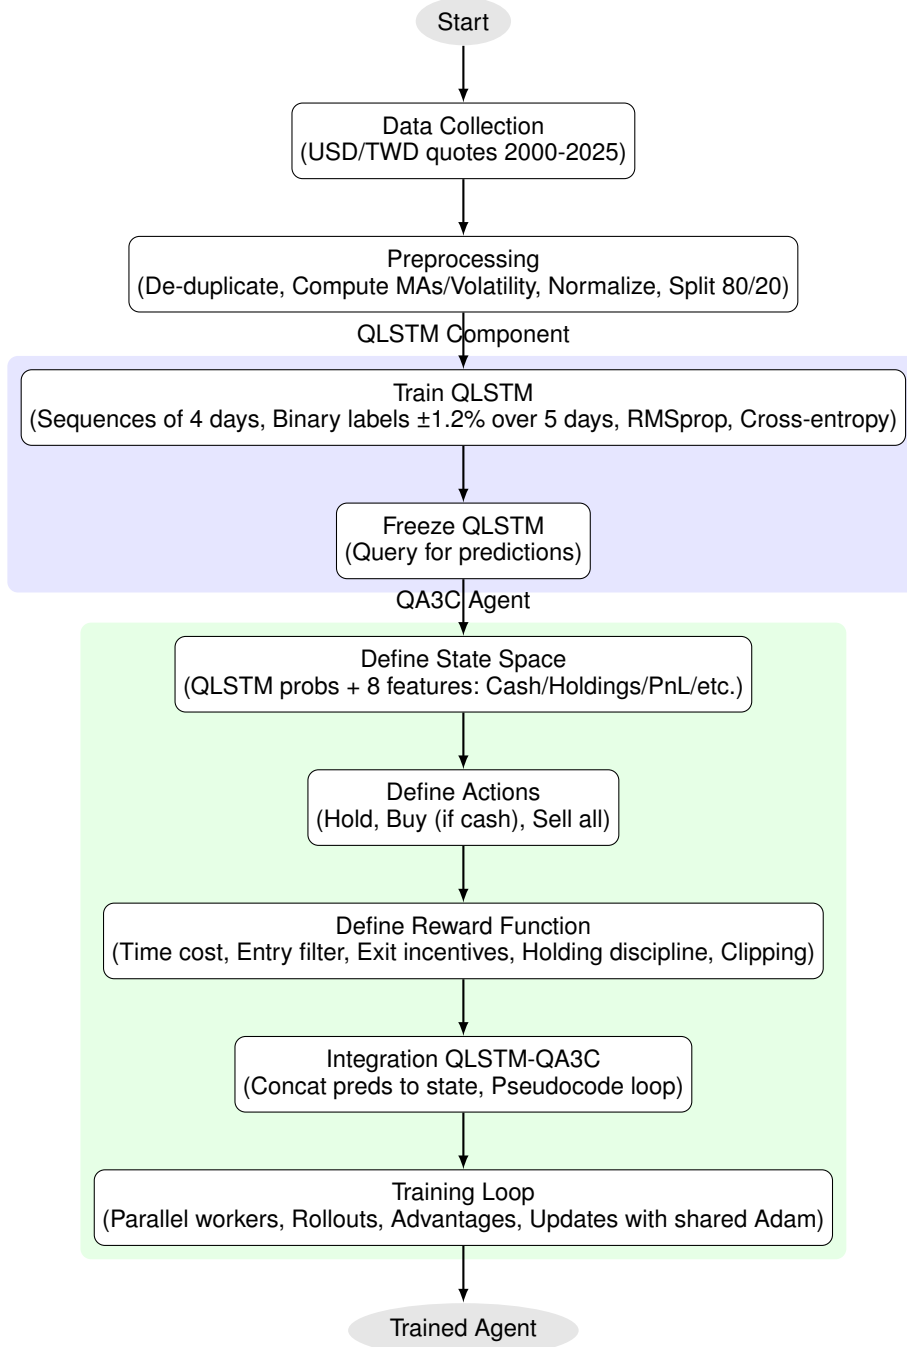 Start
Data Collection
(USD/TWD quotes 2000-2025)
Preprocessing
(De-duplicate, Compute MAs/Volatility, Normalize, Split 80/20)
QLSTM Component
Train QLSTM
(Sequences of 4 days, Binary labels ±1.2% over 5 days, RMSprop, Cross-entropy)
Freeze QLSTM
(Query for predictions)
QA3C Agent
Define State Space
(QLSTM probs + 8 features: Cash/Holdings/PnL/etc.)
Define Actions
(Hold, Buy (if cash), Sell all)
Define Reward Function
(Time cost, Entry filter, Exit incentives, Holding discipline, Clipping)
Integration QLSTM-QA3C
(Concat preds to state, Pseudocode loop)
Training Loop
(Parallel workers, Rollouts, Advantages, Updates with shared Adam)
Trained Agent